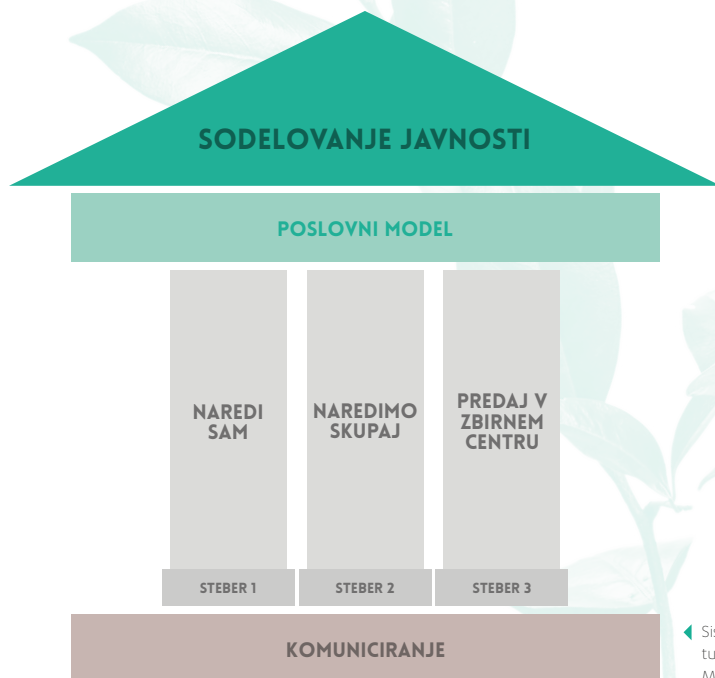 SODELOVANJE JAVNOSTI
POSLOVNI MODEL
NAREDI
SAM
NAREDIMO
SKUPAJ
PREDAJ V
ZBIRNEM
CENTRU
STEBER 1
STEBER 2
STEBER 3
KOMUNICIRANJE